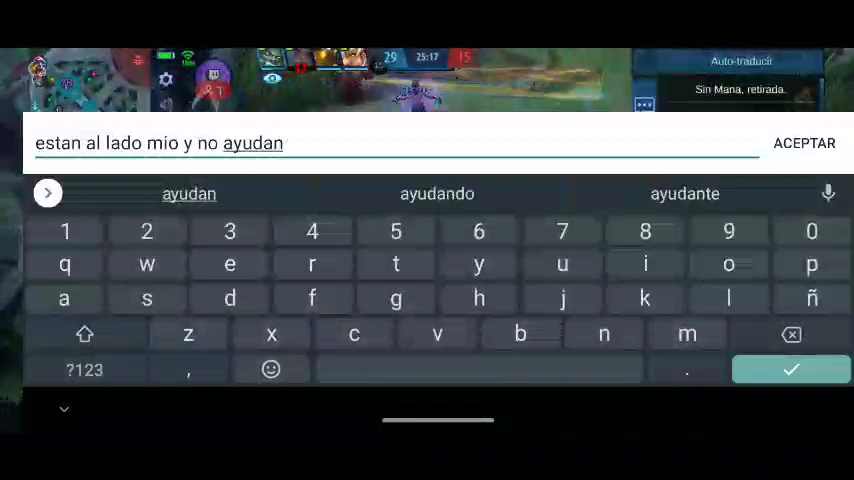 29 25:17 15
Auto-traducir
Sin Mana, retirada.
estan al lado mio y no ayudan
ACEPTAR
ayudan ayudando ayudante
1 2 3 4 5 6 7 8 9 0
q w e r t y u i o p
a s d f g h j k l ñ
z x c v b n m
?123 , .